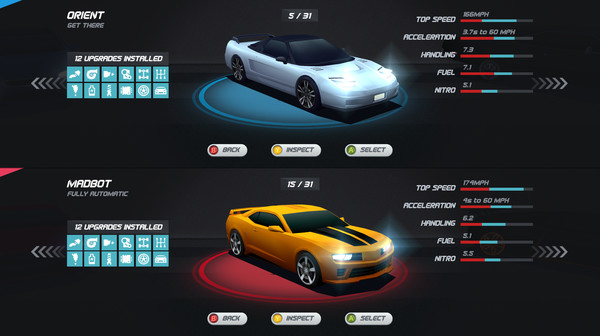 ORIENT
GET THERE
5 / 31
12 UPGRADES INSTALLED
TOP SPEED 166MPH
ACCELERATION 3.7s to 60 MPH
HANDLING 7.3
FUEL 7.1
NITRO 5.1
B BACK
Y INSPECT
A SELECT
MADBOT
FULLY AUTOMATIC
15 / 31
12 UPGRADES INSTALLED
TOP SPEED 174MPH
ACCELERATION 4s to 60 MPH
HANDLING 6.2
FUEL 5.1
NITRO 5.5
B BACK
Y INSPECT
A SELECT